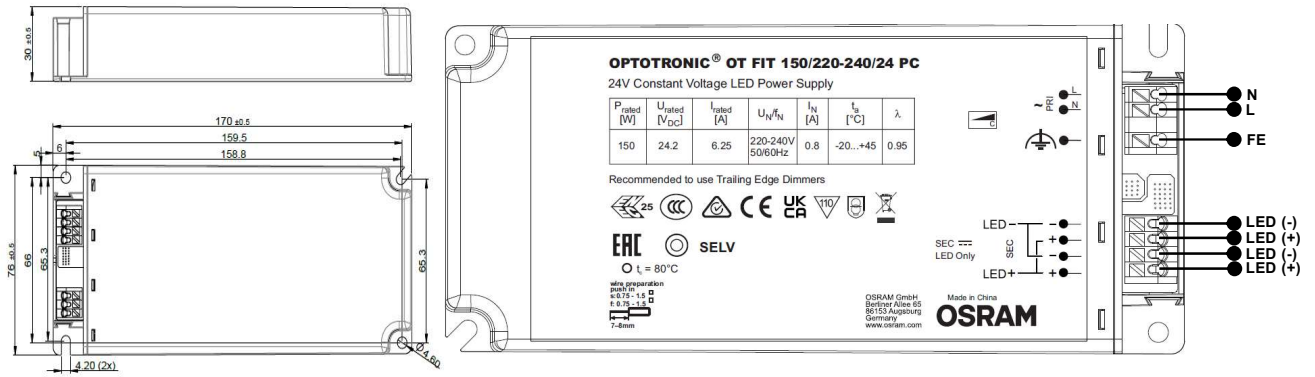 30 ±0.5
170 ±0.5
159.5
6
158.8
5
76 ±0.5
66
65.3
65.3
4.20 (2x)
Ø4.60
OPTOTRONIC® OT FIT 150/220-240/24 PC
24V Constant Voltage LED Power Supply
Prated [W] Urated [VDC] Irated [A] UN/fN IN [A] ta [°C] λ
150 24.2 6.25 220-240V 50/60Hz 0.8 -20...+45 0.95
Recommended to use Trailing Edge Dimmers
25 CCC CE UK CA 110
EAC SELV
tc = 80°C
wire preparation
push in
s:0.75 - 1.5
f: 0.75 - 1.5
7–8mm
C
~ PRI
L
N
LED - -
+
SEC
LED Only
SEC
-
LED+ +
OSRAM GmbH
Berliner Allee 65
86153 Augsburg
Germany
www.osram.com
Made in China
OSRAM
N
L
FE
LED (-)
LED (+)
LED (-)
LED (+)